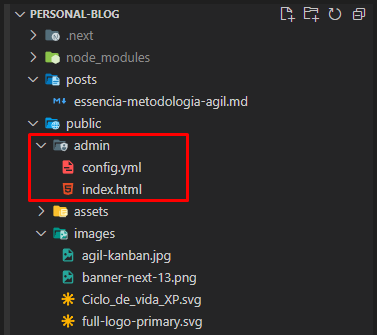 PERSONAL-BLOG
.next
node_modules
posts
essencia-metodologia-agil.md
public
admin
config.yml
index.html
assets
images
agil-kanban.jpg
banner-next-13.png
Ciclo_de_vida_XP.svg
full-logo-primary.svg